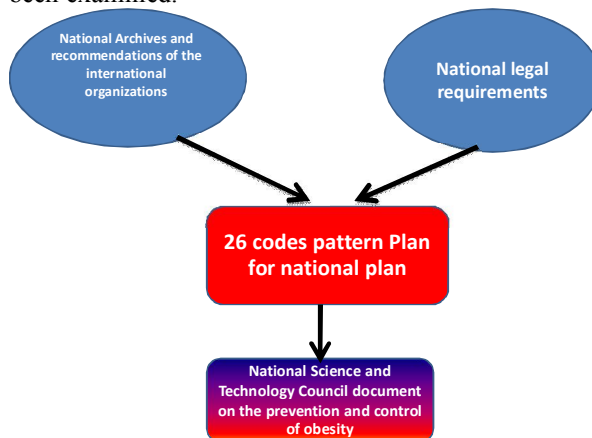 been examined.
National Archives and
recommendations of the
international
organizations
National legal
requirements
26 codes pattern Plan
for national plan
National Science and
Technology Council document
on the prevention and control
of obesity